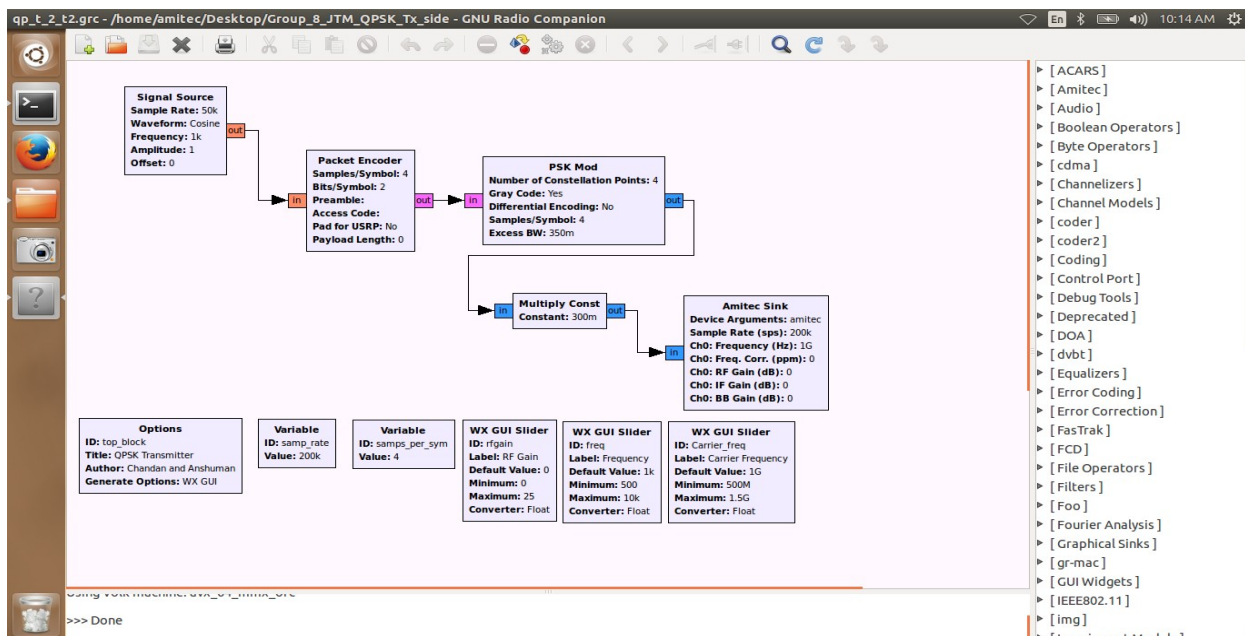 qp_t_2_t2.grc - /home/amitec/Desktop/Group_8_JTM_QPSK_Tx_side - GNU Radio Companion
En
10:14 AM
Signal Source
Sample Rate: 50k
Waveform: Cosine
Frequency: 1k
Amplitude: 1
Offset: 0
out
Packet Encoder
Samples/Symbol: 4
Bits/Symbol: 2
Preamble:
Access Code:
Pad for USRP: No
Payload Length: 0
in
out
PSK Mod
Number of Constellation Points: 4
Gray Code: Yes
Differential Encoding: No
Samples/Symbol: 4
Excess BW: 350m
in
out
Multiply Const
Constant: 300m
in
out
Amitec Sink
Device Arguments: amitec
Sample Rate (sps): 200k
Ch0: Frequency (Hz): 1G
Ch0: Freq. Corr. (ppm): 0
Ch0: RF Gain (dB): 0
Ch0: IF Gain (dB): 0
Ch0: BB Gain (dB): 0
in
Options
ID: top_block
Title: QPSK Transmitter
Author: Chandan and Anshuman
Generate Options: WX GUI
Variable
ID: samp_rate
Value: 200k
Variable
ID: samps_per_sym
Value: 4
WX GUI Slider
ID: rfgain
Label: RF Gain
Default Value: 0
Minimum: 0
Maximum: 25
Converter: Float
WX GUI Slider
ID: freq
Label: Frequency
Default Value: 1k
Minimum: 500
Maximum: 10k
Converter: Float
WX GUI Slider
ID: Carrier_freq
Label: Carrier Frequency
Default Value: 1G
Minimum: 500M
Maximum: 1.5G
Converter: Float
>>> Done
[ ACARS ]
[ Amitec ]
[ Audio ]
[ Boolean Operators ]
[ Byte Operators ]
[ cdma ]
[ Channelizers ]
[ Channel Models ]
[ coder ]
[ coder2 ]
[ Coding ]
[ Control Port ]
[ Debug Tools ]
[ Deprecated ]
[ DOA ]
[ dvbt ]
[ Equalizers ]
[ Error Coding ]
[ Error Correction ]
[ FasTrak ]
[ FCD ]
[ File Operators ]
[ Filters ]
[ Foo ]
[ Fourier Analysis ]
[ Graphical Sinks ]
[ gr-mac ]
[ GUI Widgets ]
[ IEEE802.11 ]
[ img ]